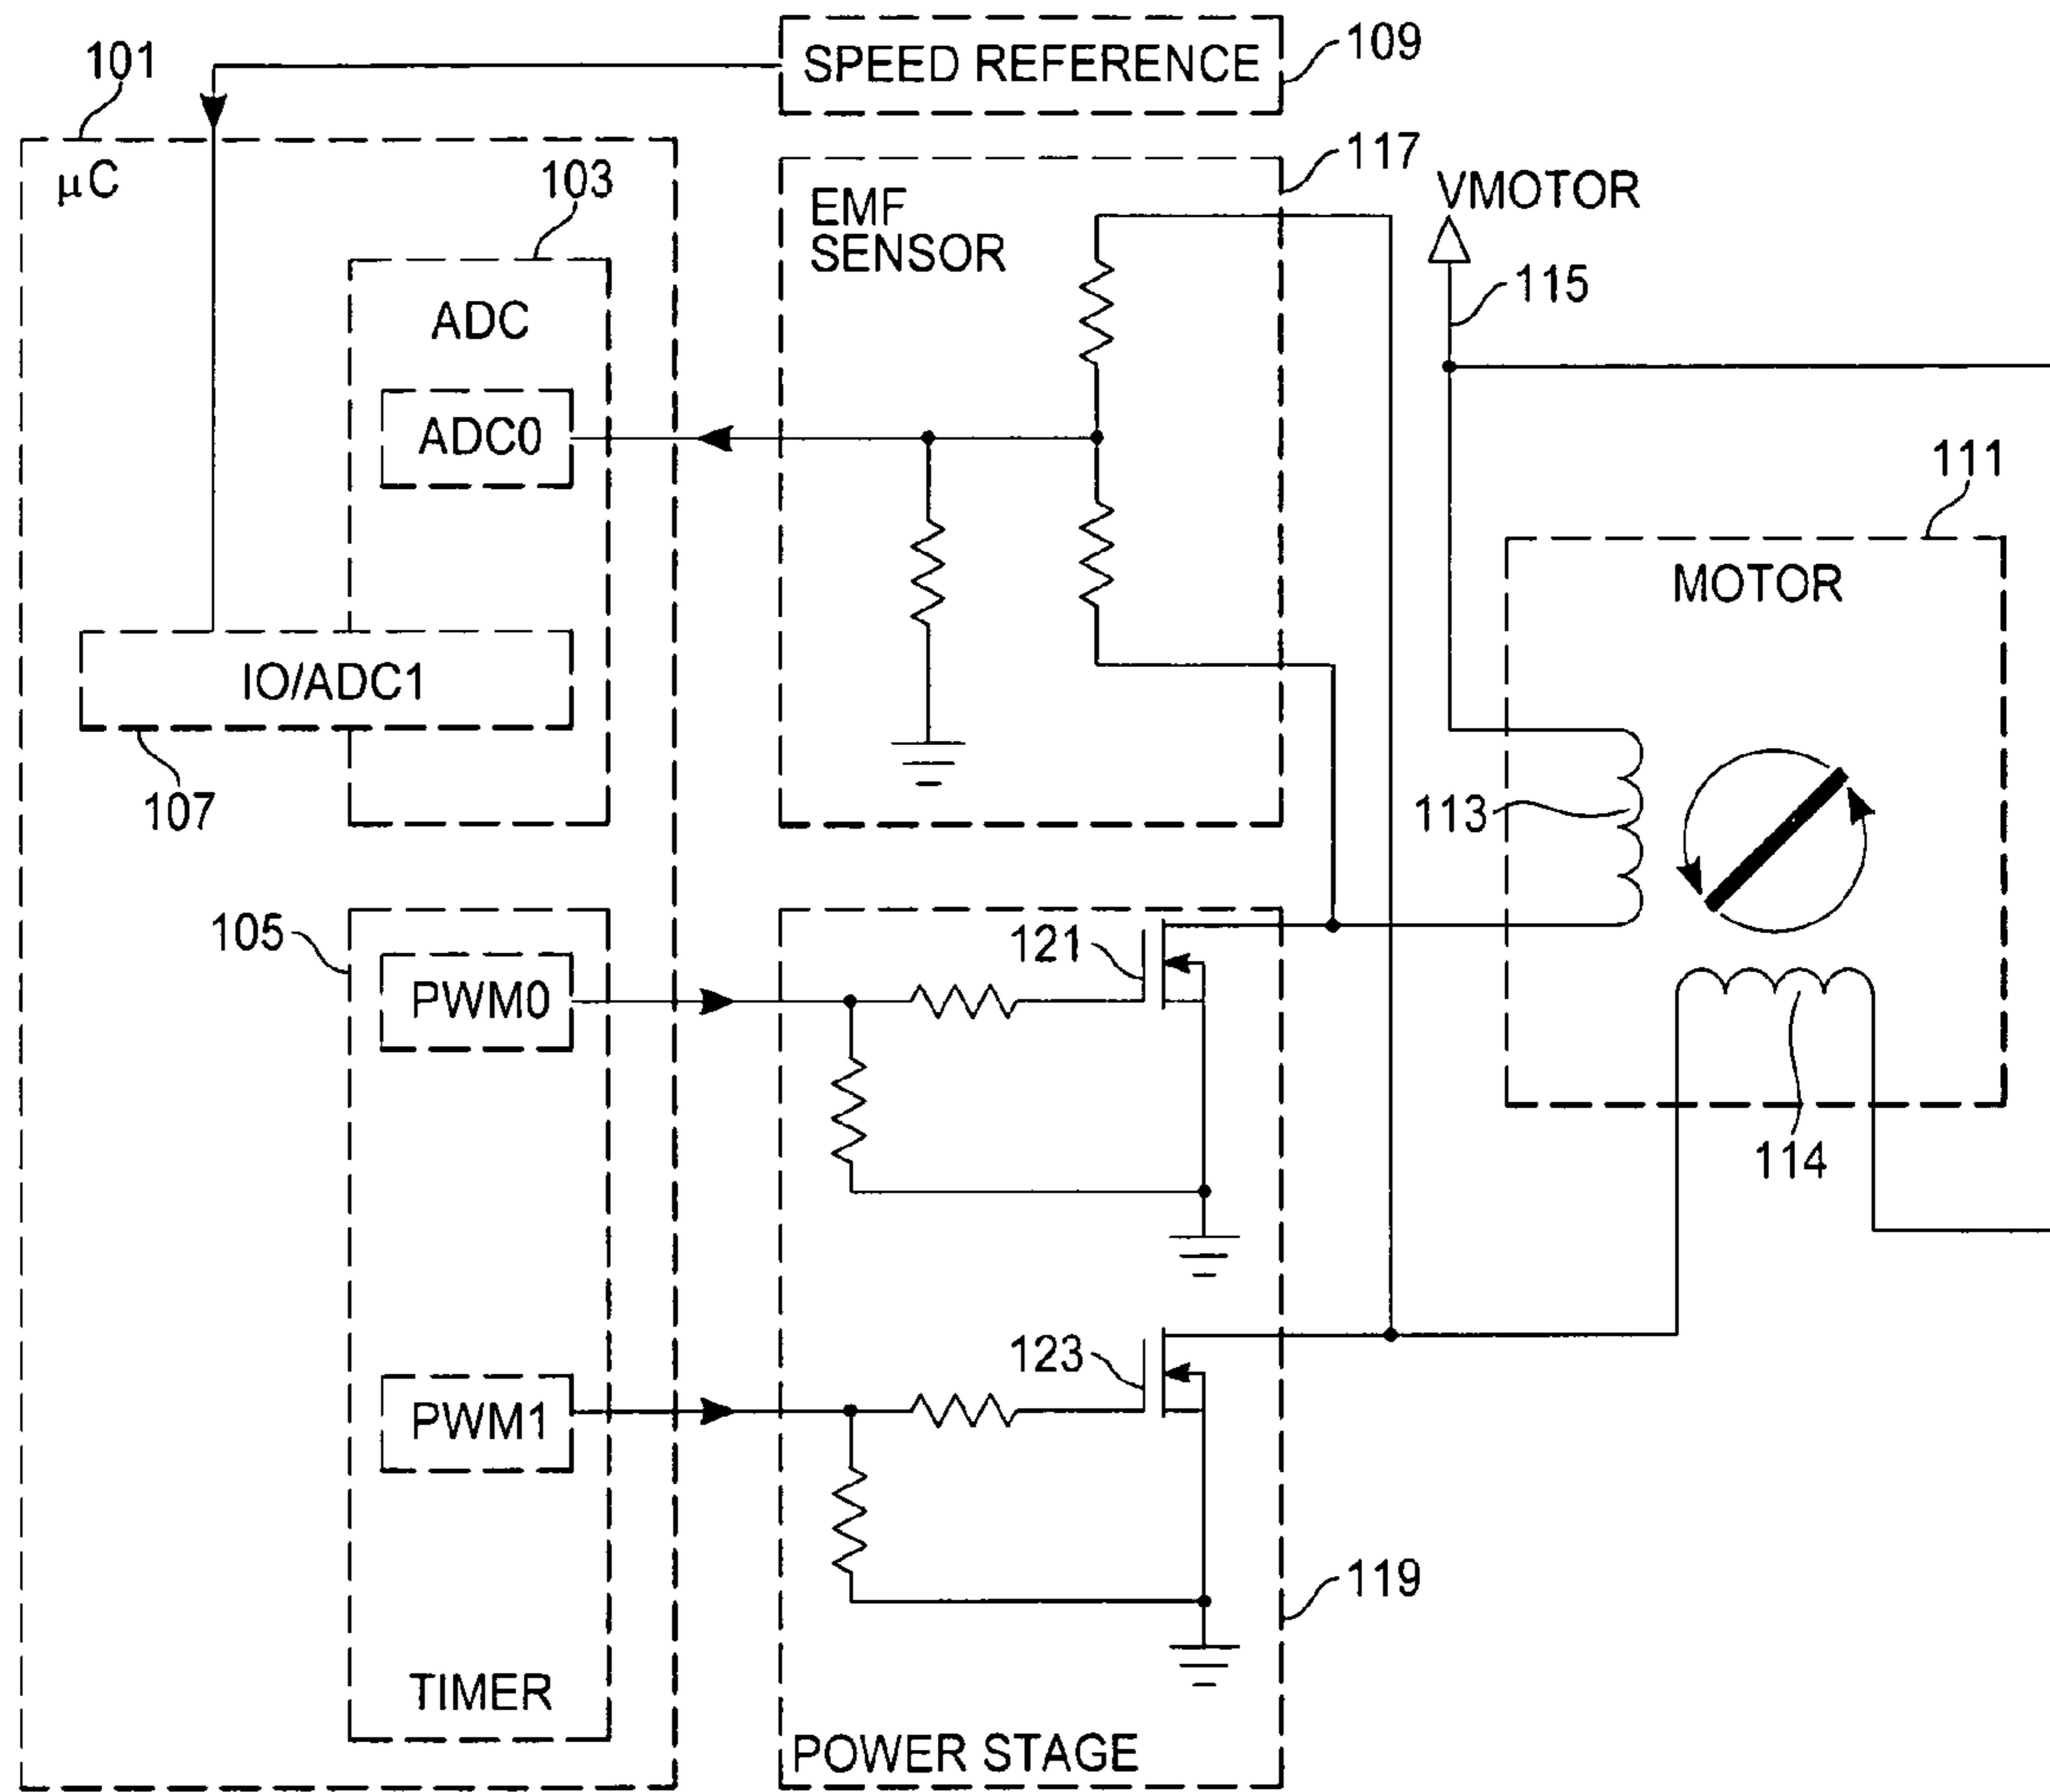 SPEED REFERENCE
109
101
μC
103
117
EMF
SENSOR
VMOTOR
115
ADC
ADC0
111
MOTOR
IO/ADC1
107
113
105
PWM0
121
114
123
PWM1
119
TIMER
POWER STAGE